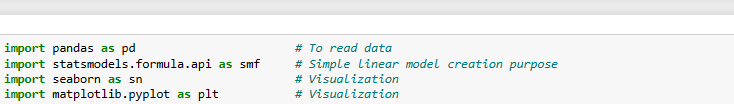 import pandas as pd # To read data
import statsmodels.formula.api as smf # Simple linear model creation purpose
import seaborn as sn # Visualization
import matplotlib.pyplot as plt # Visualization